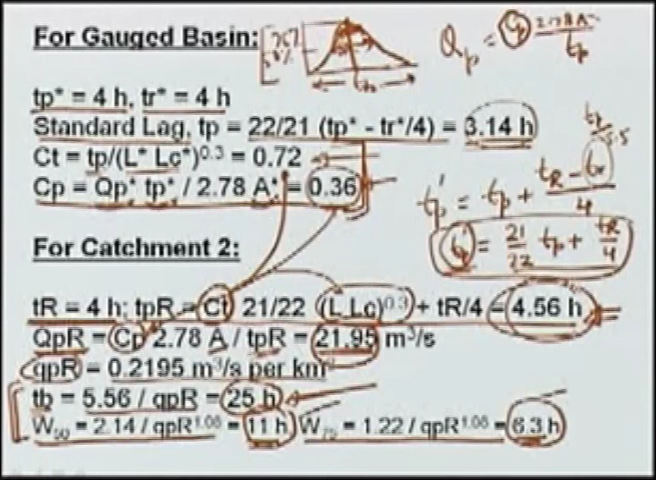 For Gauged Basin:
Qp = Cp 2.78 A / tp
tp* = 4 h, tr* = 4 h
Standard Lag, tp = 22/21 (tp* - tr*/4) = 3.14 h
tp/5.5
Ct = tp/(L* Lc*)0.3 = 0.72
Cp = Qp* tp* / 2.78 A* = 0.36
tp' = tp + tR - tr / 4
tp' = 21/22 tp + tR/4
For Catchment 2:
tR = 4 h; tpR = Ct 21/22 (L Lc)0.3 + tR/4 = 4.56 h
QpR = Cp 2.78 A / tpR = 21.95 m3/s
qpR = 0.2195 m3/s per km2
tb = 5.56 / qpR = 25 h
W50 = 2.14 / qpR1.08 = 11 h W75 = 1.22 / qpR1.08 = 6.3 h